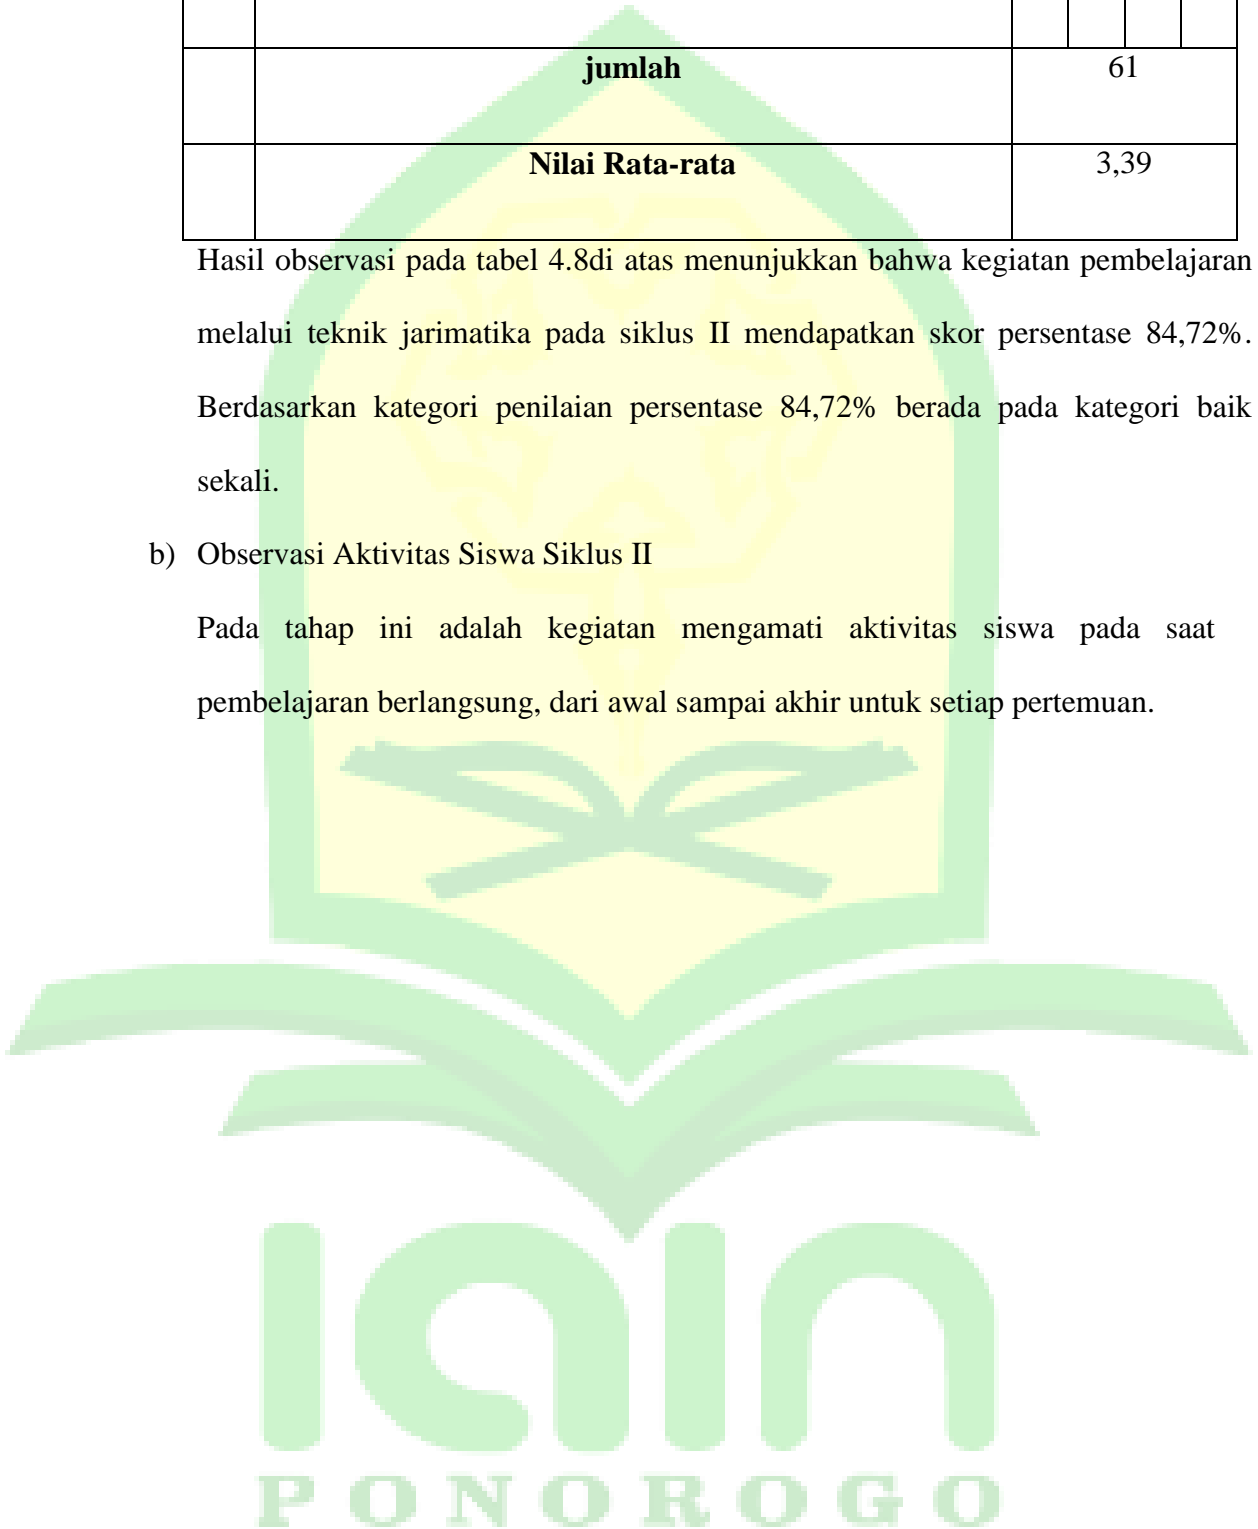 jumlah 61
Nilai Rata-rata 3,39
Hasil observasi pada tabel 4.8di atas menunjukkan bahwa kegiatan pembelajaran
melalui teknik jarimatika pada siklus II mendapatkan skor persentase 84,72%.
Berdasarkan kategori penilaian persentase 84,72% berada pada kategori baik
sekali.
b) Observasi Aktivitas Siswa Siklus II
Pada tahap ini adalah kegiatan mengamati aktivitas siswa pada saat
pembelajaran berlangsung, dari awal sampai akhir untuk setiap pertemuan.
iain
PONOROGO